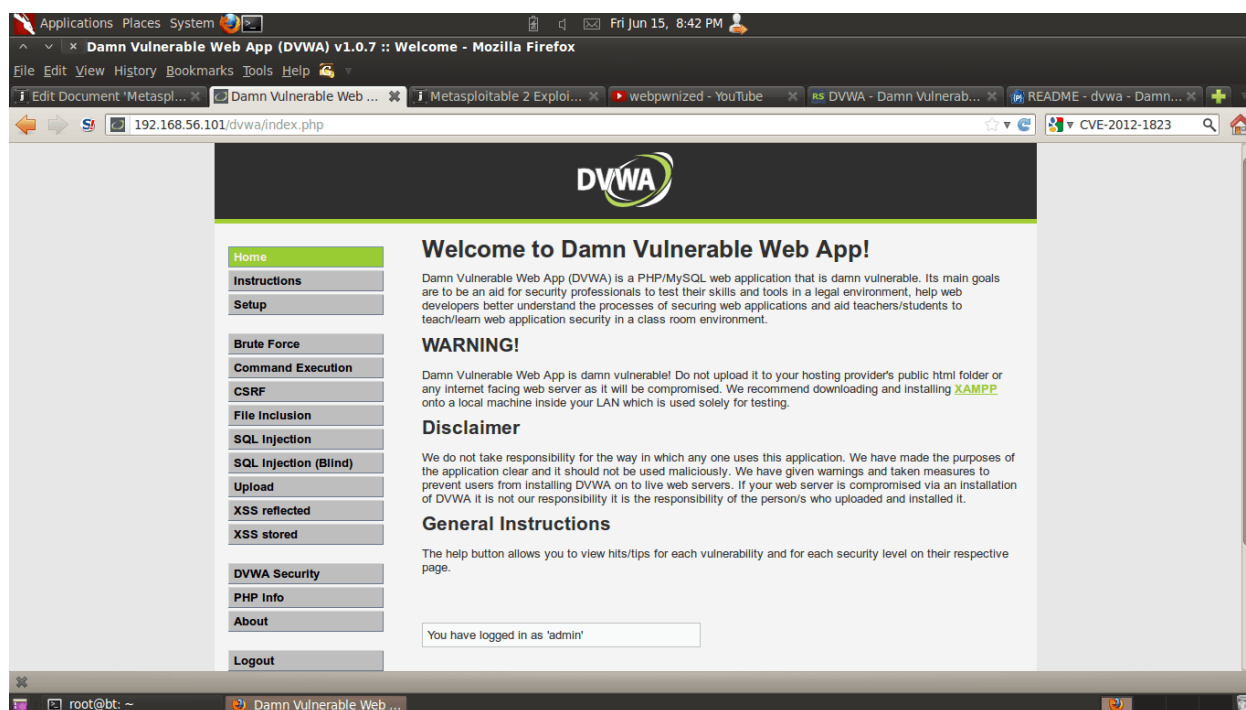 Applications Places System Fri Jun 15, 8:42 PM
Damn Vulnerable Web App (DVWA) v1.0.7 :: Welcome - Mozilla Firefox
File Edit View History Bookmarks Tools Help
Edit Document 'Metaspl... Damn Vulnerable Web ... Metasploitable 2 Exploi... webpwnized - YouTube DVWA - Damn Vulnerab... README - dvwa - Damn...
192.168.56.101/dvwa/index.php CVE-2012-1823
DVWA
Home
Instructions
Setup
Brute Force
Command Execution
CSRF
File Inclusion
SQL Injection
SQL Injection (Blind)
Upload
XSS reflected
XSS stored
DVWA Security
PHP Info
About
Logout
Welcome to Damn Vulnerable Web App!
Damn Vulnerable Web App (DVWA) is a PHP/MySQL web application that is damn vulnerable. Its main goals
are to be an aid for security professionals to test their skills and tools in a legal environment, help web
developers better understand the processes of securing web applications and aid teachers/students to
teach/learn web application security in a class room environment.
WARNING!
Damn Vulnerable Web App is damn vulnerable! Do not upload it to your hosting provider's public html folder or
any internet facing web server as it will be compromised. We recommend downloading and installing XAMPP
onto a local machine inside your LAN which is used solely for testing.
Disclaimer
We do not take responsibility for the way in which any one uses this application. We have made the purposes of
the application clear and it should not be used maliciously. We have given warnings and taken measures to
prevent users from installing DVWA on to live web servers. If your web server is compromised via an installation
of DVWA it is not our responsibility it is the responsibility of the person/s who uploaded and installed it.
General Instructions
The help button allows you to view hits/tips for each vulnerability and for each security level on their respective
page.
You have logged in as 'admin'
root@bt: ~ Damn Vulnerable Web ...